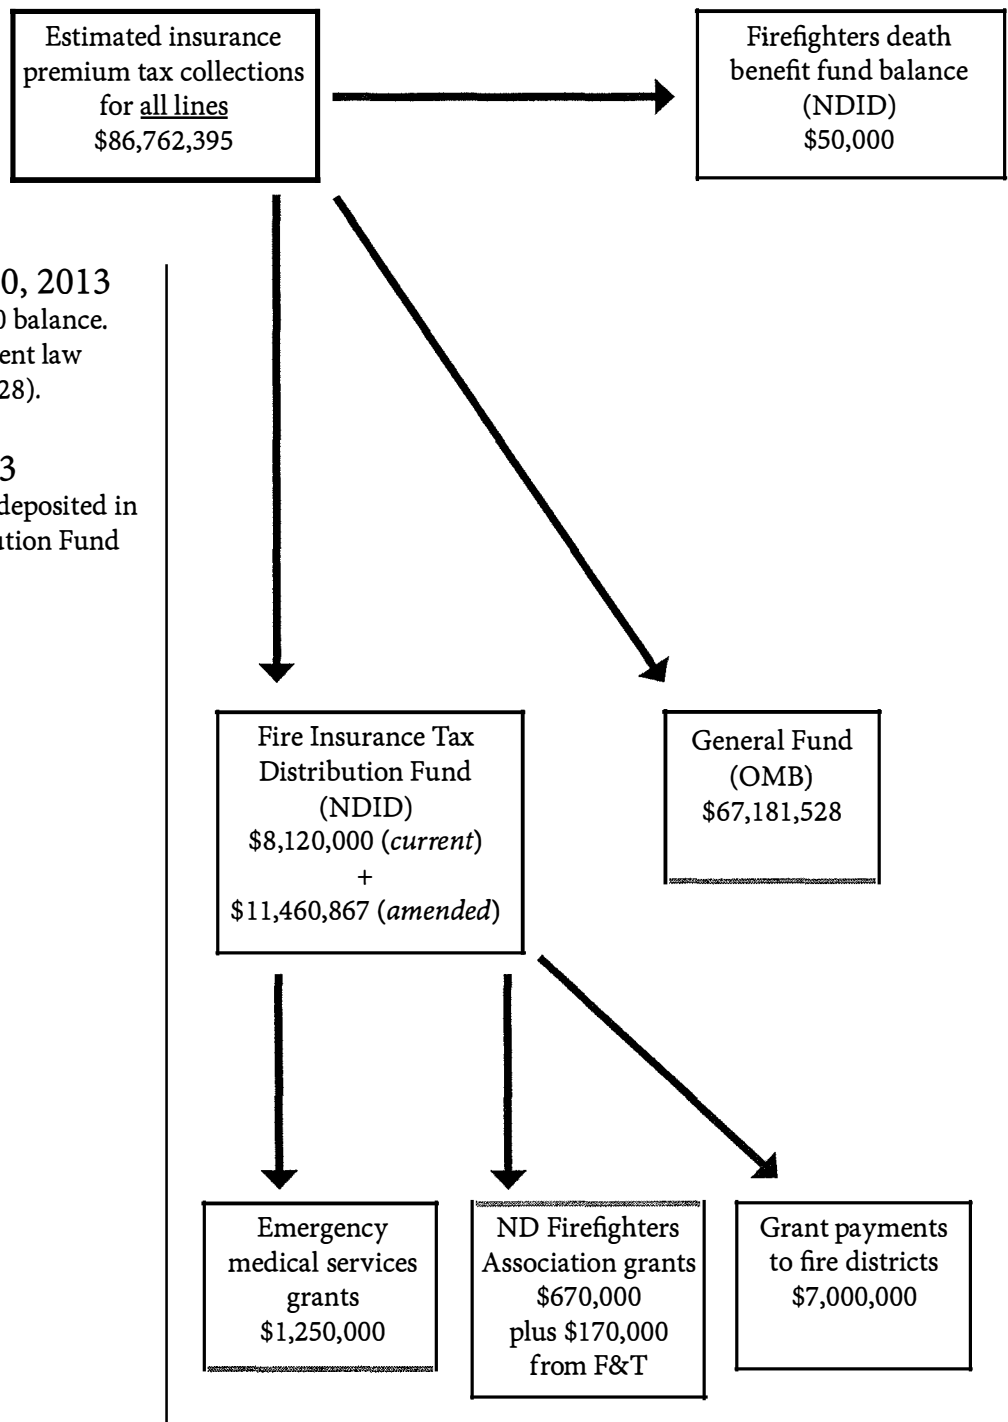 Estimated insurance
premium tax collections
for all lines
$86,762,395
Firefighters death
benefit fund balance
(NDID)
$50,000
0, 2013
balance.
law
28).
3
deposited in
Fund
Fire Insurance Tax
Distribution Fund
(NDID)
$8,120,000 (current)
+
$11,460,867 (amended)
General Fund
(OMB)
$67,181,528
Emergency
medical services
grants
$1,250,000
ND Firefighters
Association grants
$670,000
plus $170,000
from F&T
Grant payments
to fire districts
$7,000,000